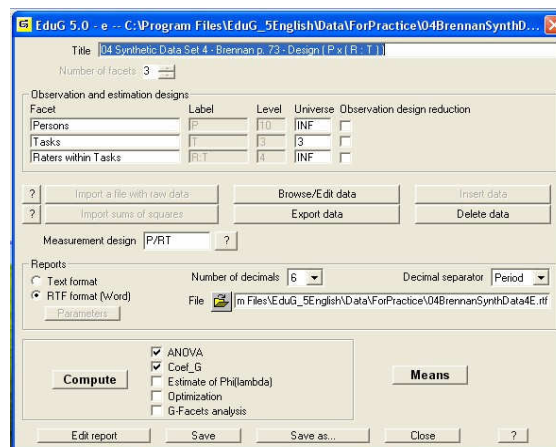 EduG 5.0 - e -- C:\Program Files\EduG_5English\Data\ForPractice\04BrennanSynthD...
Title 04 Synthetic Data Set 4 - Brennan p. 73 - Design ( P x ( R : T ) )
Number of facets 3
Observation and estimation designs
Facet Label Level Universe Observation design reduction
Persons P 10 INF
Tasks T 3 3
Raters within Tasks R:T 4 INF
? Import a file with raw data Browse/Edit data Insert data
? Import sums of squares Export data Delete data
Measurement design P/RT ?
Reports
Text format Number of decimals 6 Decimal separator Period
RTF format (Word) File m Files\EduG_5English\Data\ForPractice\04BrennanSynthData4E.rtf
Parameters
ANOVA
Coef_G
Compute Estimate of Phi(lambda) Means
Optimization
G-Facets analysis
Edit report Save Save as... Close ?